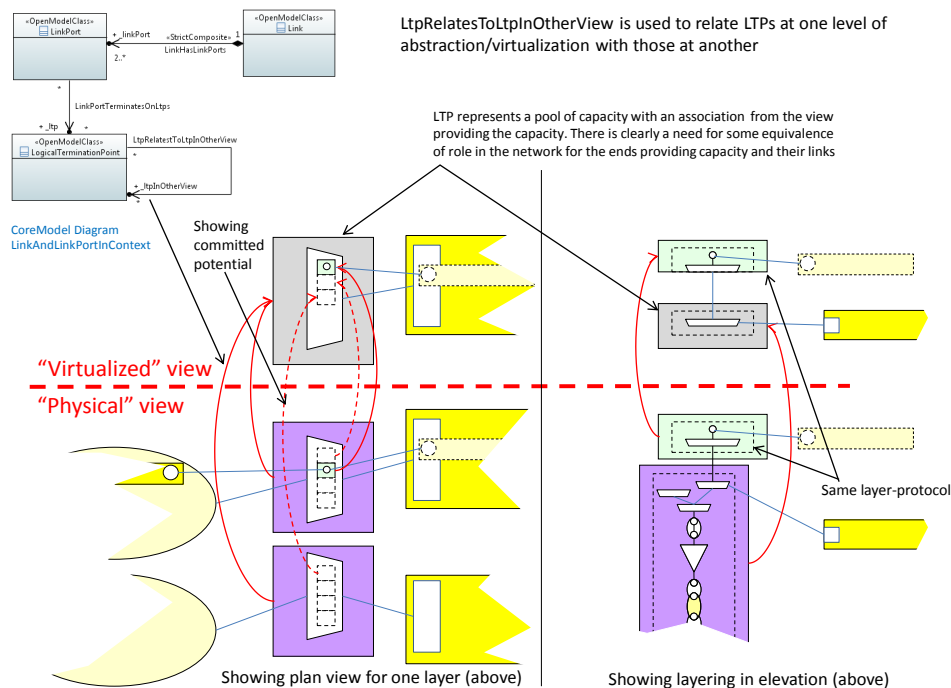 «OpenModelClass»
LinkPort
+ _linkPort
2..*
«StrictComposite»
LinkHasLinkPorts
1
«OpenModelClass»
Link
LtpRelatesToLtpInOtherView is used to relate LTPs at one level of
abstraction/virtualization with those at another
*
LinkPortTerminatesOnLtps
+ _ltp
*
«OpenModelClass»
LogicalTerminationPoint
LtpRelatestToLtpInOtherView
*
+ _ltpInOtherView
*
LTP represents a pool of capacity with an association from the view
providing the capacity. There is clearly a need for some equivalence
of role in the network for the ends providing capacity and their links
CoreModel Diagram
LinkAndLinkPortInContext
Showing
committed
potential
“Virtualized” view
“Physical” view
Same layer-protocol
Showing plan view for one layer (above)
Showing layering in elevation (above)